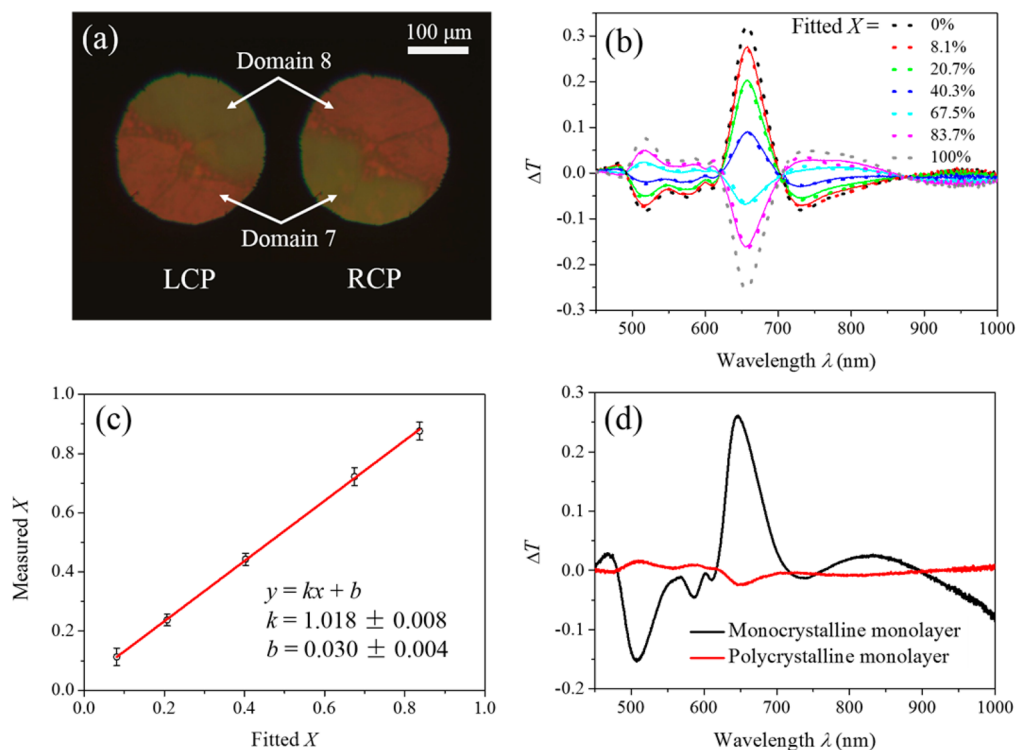 (a)
100 μm
Domain 8
Domain 7
LCP
RCP
(b)
Fitted X =
0%
8.1%
20.7%
40.3%
67.5%
83.7%
100%
0.3
0.2
0.1
0.0
-0.1
-0.2
-0.3
ΔT
500
600
700
800
900
1000
Wavelength λ (nm)
(c)
1.0
0.8
0.6
0.4
0.2
0.0
Measured X
y = kx + b
k = 1.018 ± 0.008
b = 0.030 ± 0.004
0.0
0.2
0.4
0.6
0.8
1.0
Fitted X
(d)
0.3
0.2
0.1
0.0
-0.1
-0.2
ΔT
Monocrystalline monolayer
Polycrystalline monolayer
500
600
700
800
900
1000
Wavelength λ (nm)